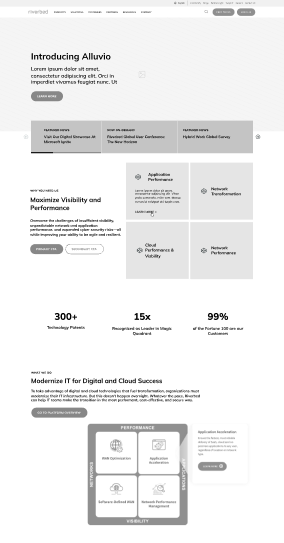 riverbed
Introducing Alluvio
Lorem ipsum dolor sit amet,
consectetur adipiscing elit. Orci in
imperdiet vivamus feugiat nunc. Ut
LEARN MORE
FEATURED NEWS
Visit Our Digital Showcase At
Microsoft Ignite
Riverbed Global User Conference
The New Horizon
FEATURED NEWS
Hybrid Work Global Survey
WHY RIVERBED
Maximize Visibility and
Performance
Overcome the challenges of insufficient visibility,
unpredictable network and application
performance, and expanded cyber security risks—all
while improving your ability to be agile and resilient.
Application
Performance
LEARN MORE
Network
Transformation
Cloud
Performance &
Visibility
Network
Performance
300+
Technology Patents
15x
Recognized as Leader in Magic
Quadrant
99%
of the Fortune 100 are our
Customers
WHAT WE DO
Modernize IT for Digital and Cloud Success
To take advantage of digital and cloud technologies that fuel transformation, organizations must
modernize their IT infrastructure. But this doesn't happen overnight. Wherever the pace, Riverbed
can help IT teams make the transition in the most performant, cost-effective, and secure way.
PERFORMANCE
NETWORKS
WAN Optimization
Application
Acceleration
APPLICATIONS
Software-Defined WAN
Network Performance
Management
VISIBILITY
Application Acceleration